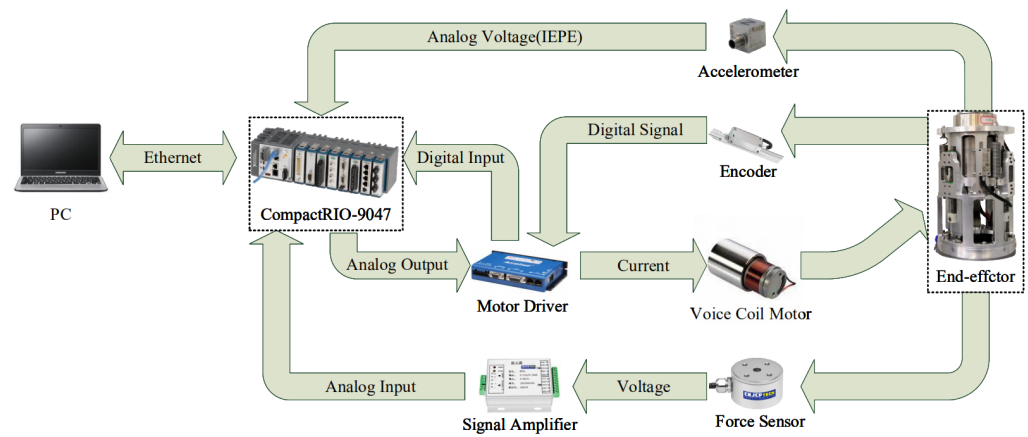 Analog Voltage(IEPE)
Accelerometer
Digital Signal
Encoder
Ethernet
Digital Input
PC
CompactRIO-9047
Analog Output
Current
Motor Driver
Voice Coil Motor
End-effctor
Analog Input
Voltage
Signal Amplifier
Force Sensor